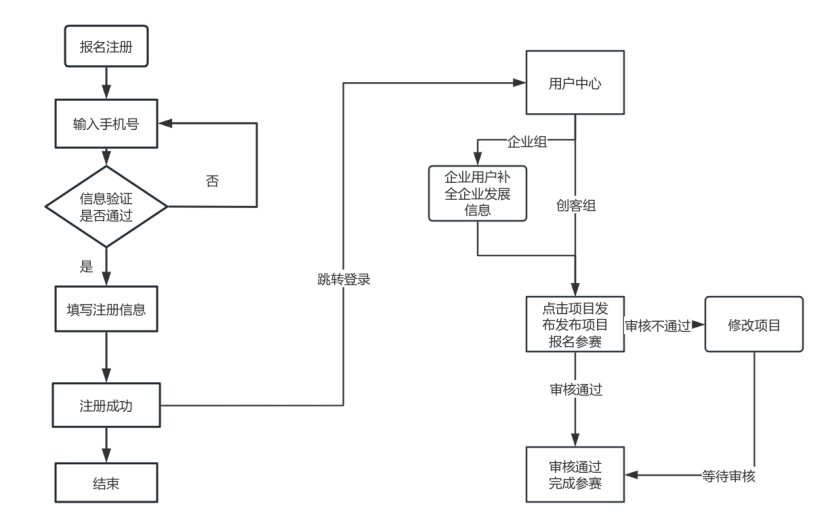 报名注册
输入手机号
否
信息验证
是否通过
是
填写注册信息
注册成功
结束
跳转登录
用户中心
企业组
企业用户补
全企业发展
信息
创客组
点击项目发
布发布项目
报名参赛
审核不通过
修改项目
审核通过
审核通过
完成参赛
等待审核